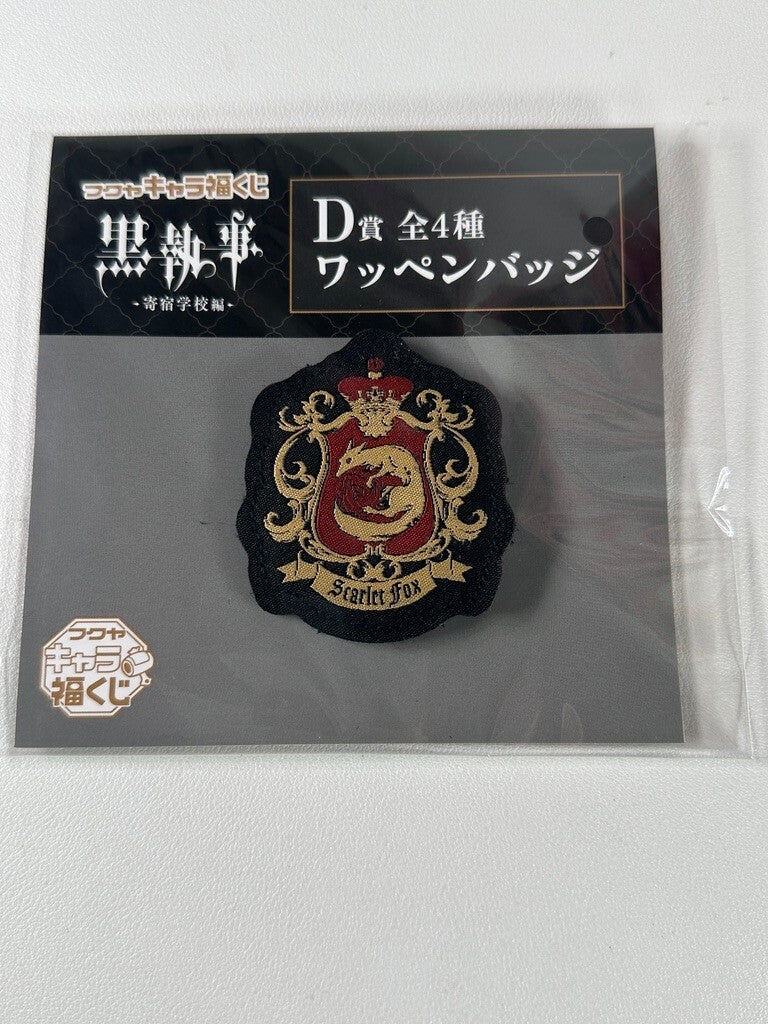 フクヤキャラ福くじ
黒執事
-寄宿学校編-
D賞 全4種
ワッペンバッジ
Scarlet Fox
フクヤ
キャラ
福くじ